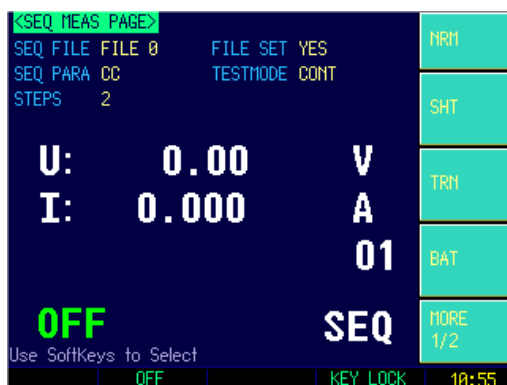 <SEQ MEAS PAGE>
SEQ FILE FILE 0 FILE SET YES
SEQ PARA CC TESTMODE CONT
STEPS 2
U: 0.00 V
I: 0.000 A
01
OFF SEQ
Use SoftKeys to Select
OFF KEY LOCK 10:55
NRM
SHT
TRN
BAT
MORE
1/2